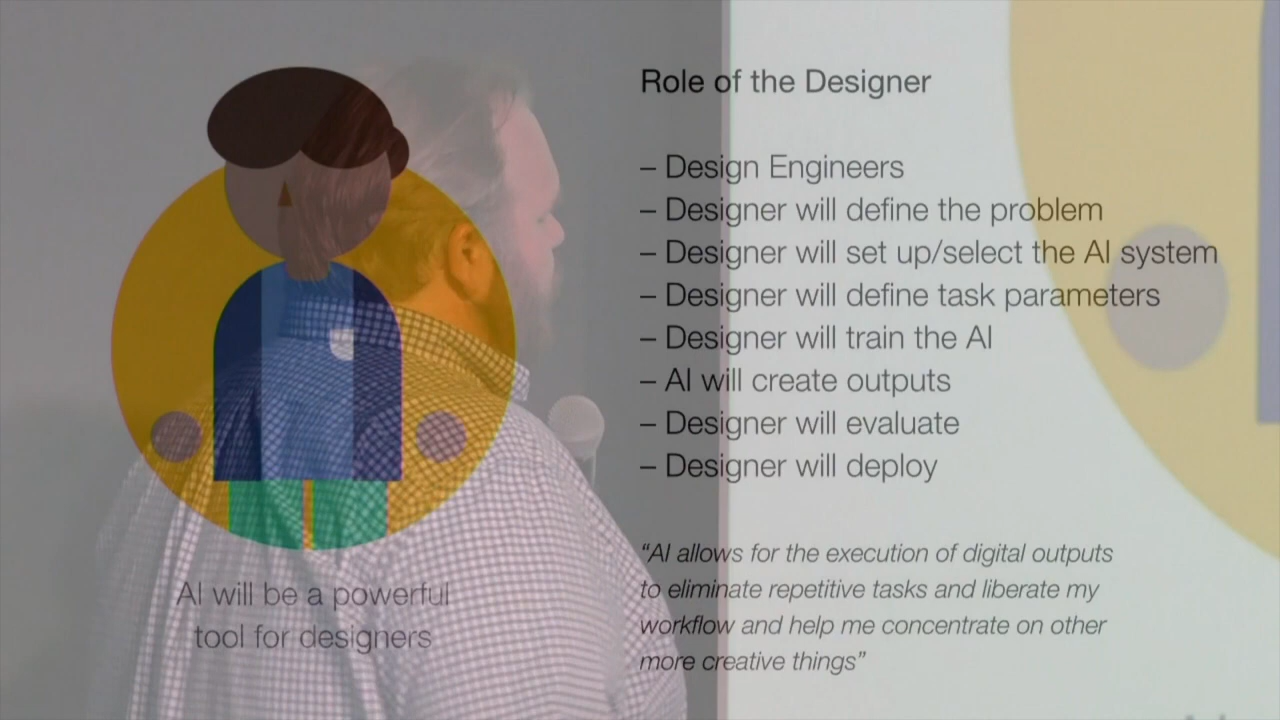 Role of the Designer
– Design Engineers
– Designer will define the problem
– Designer will set up/select the AI system
– Designer will define task parameters
– Designer will train the AI
– AI will create outputs
– Designer will evaluate
– Designer will deploy
“AI allows for the execution of digital outputs
to eliminate repetitive tasks and liberate my
workflow and help me concentrate on other
more creative things”
AI will be a powerful
tool for designers